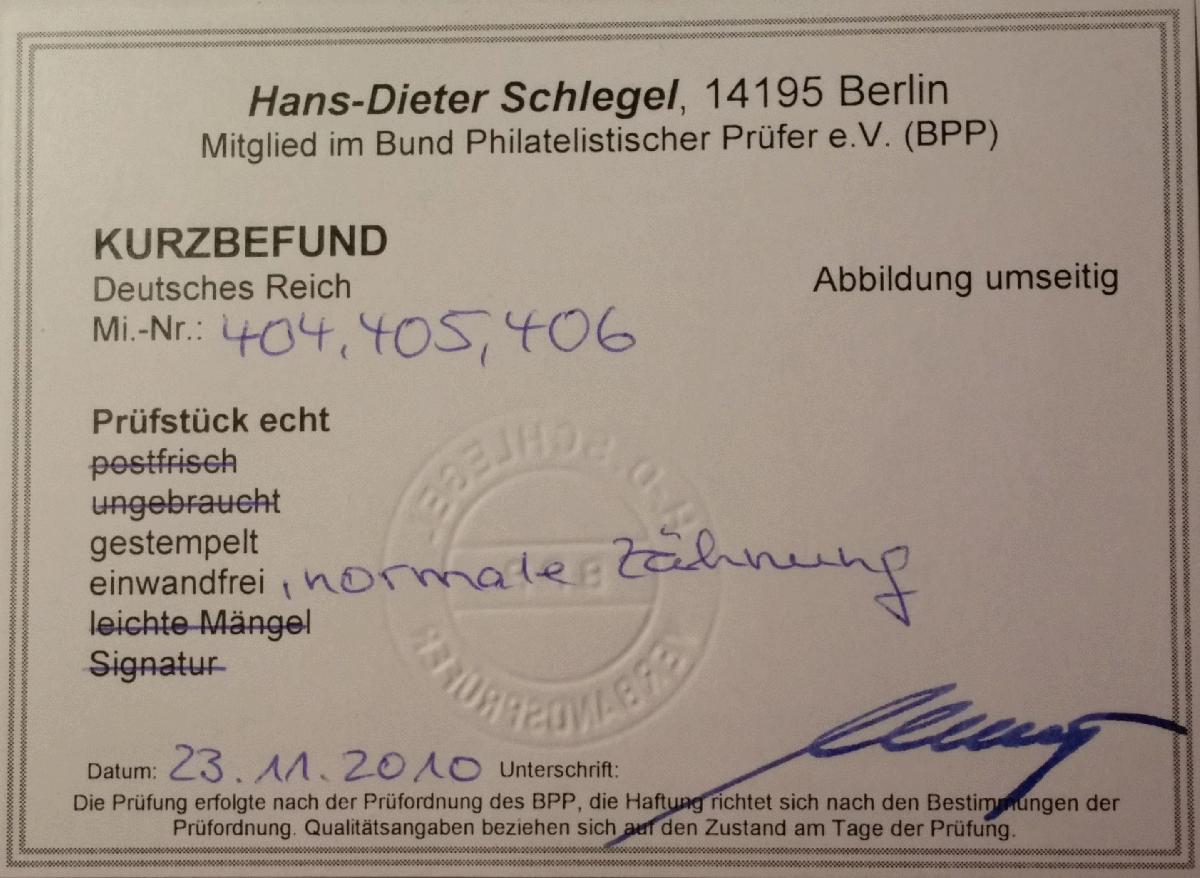 Hans-Dieter Schlegel, 14195 Berlin
Mitglied im Bund Philatelistischer Prüfer e.V. (BPP)
KURZBEFUND
Deutsches Reich
Abbildung umseitig
Mi.-Nr.: 404, 405, 406
Prüfstück echt
postfrisch
ungebraucht
gestempelt
einwandfrei, normale Zähnung
leichte Mängel
Signatur
H.-D. SCHLEGEL
VERBANDSPRÜFER
Datum: 23.11.2010 Unterschrift:
Die Prüfung erfolgte nach der Prüfordnung des BPP, die Haftung richtet sich nach den Bestimmungen der
Prüfordnung. Qualitätsangaben beziehen sich auf den Zustand am Tage der Prüfung.